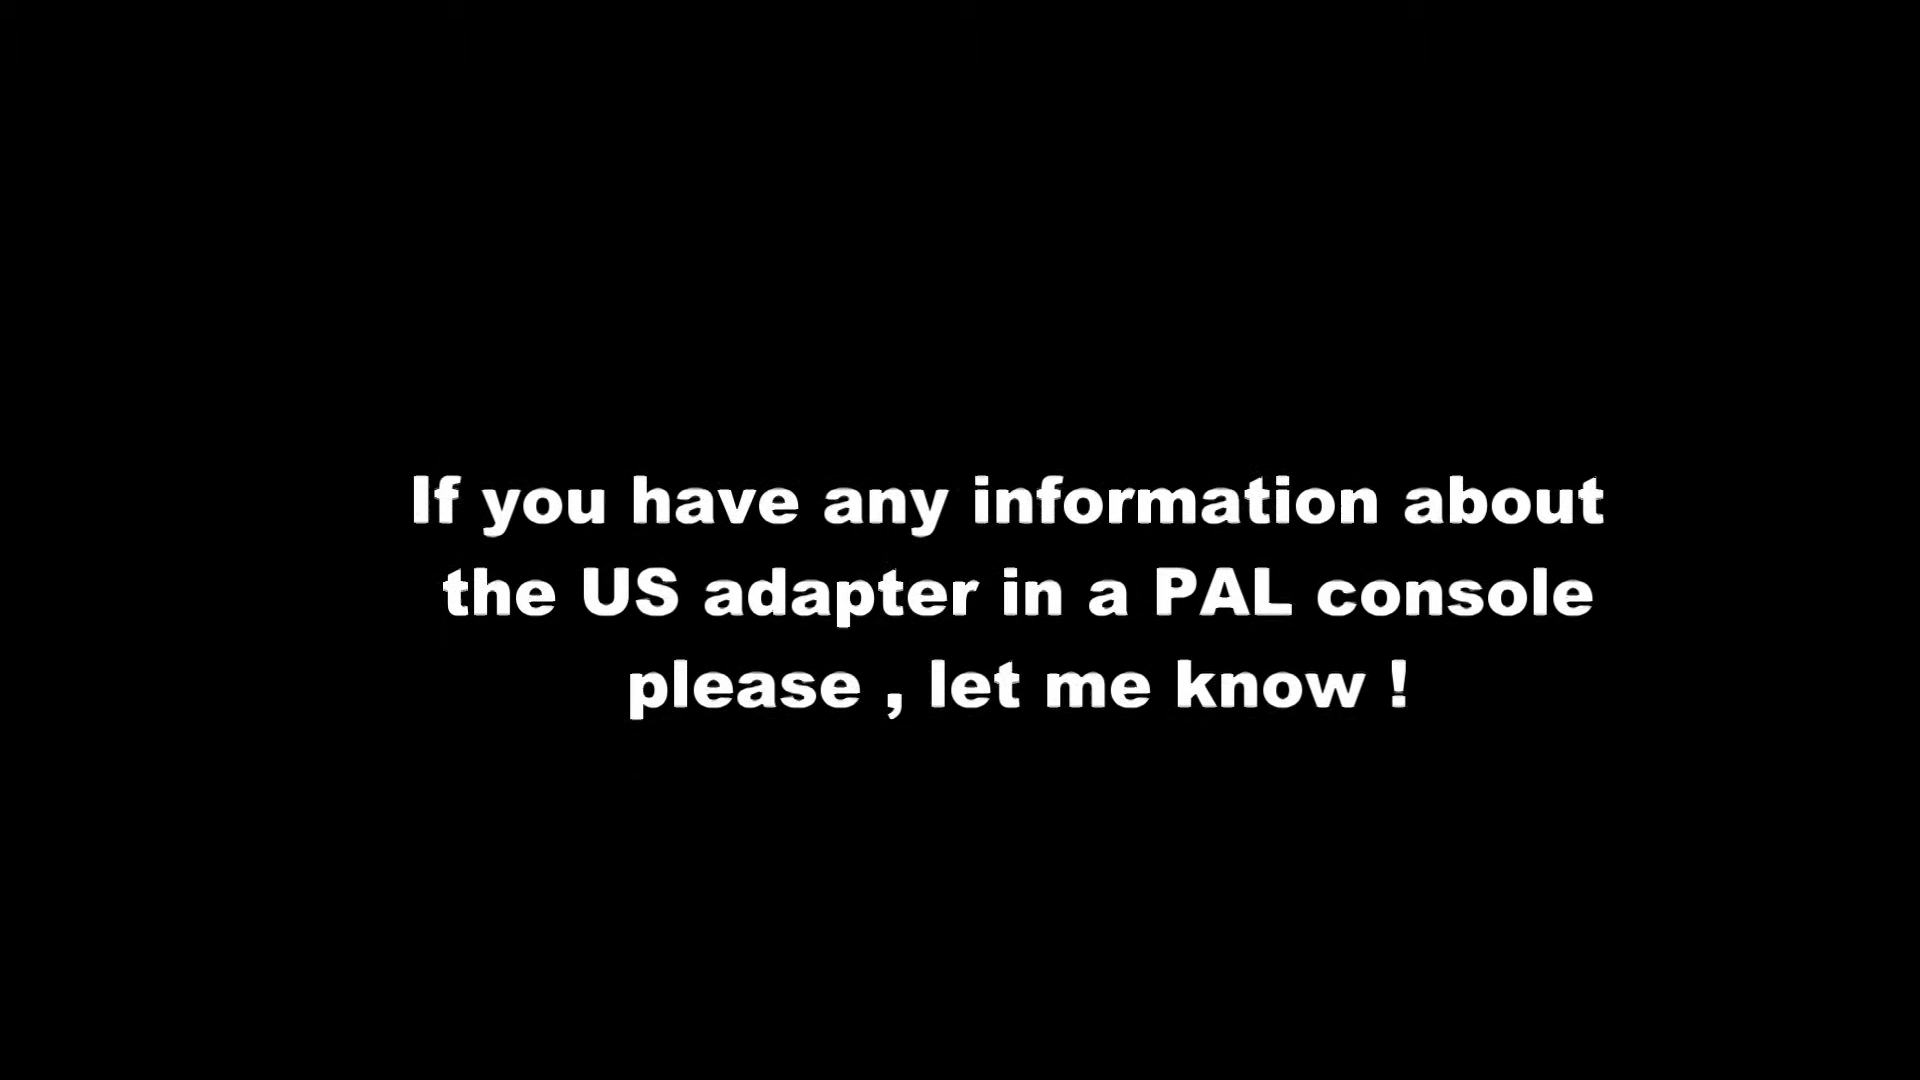 If you have any information about
the US adapter in a PAL console
please , let me know !